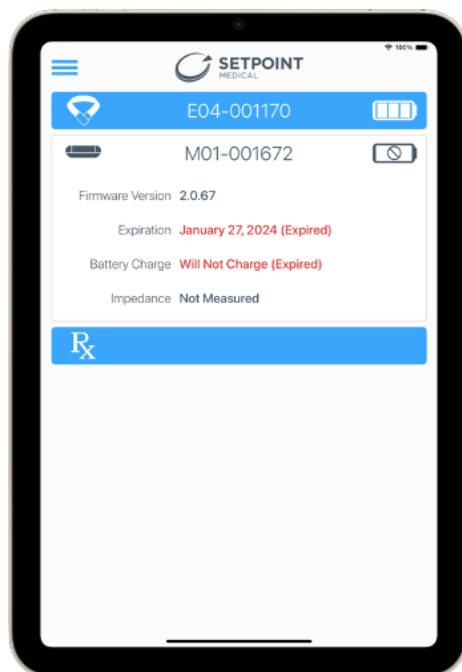 100%
SETPOINT
MEDICAL
E04-001170
M01-001672
Firmware Version 2.0.67
Expiration January 27, 2024 (Expired)
Battery Charge Will Not Charge (Expired)
Impedance Not Measured
Rx